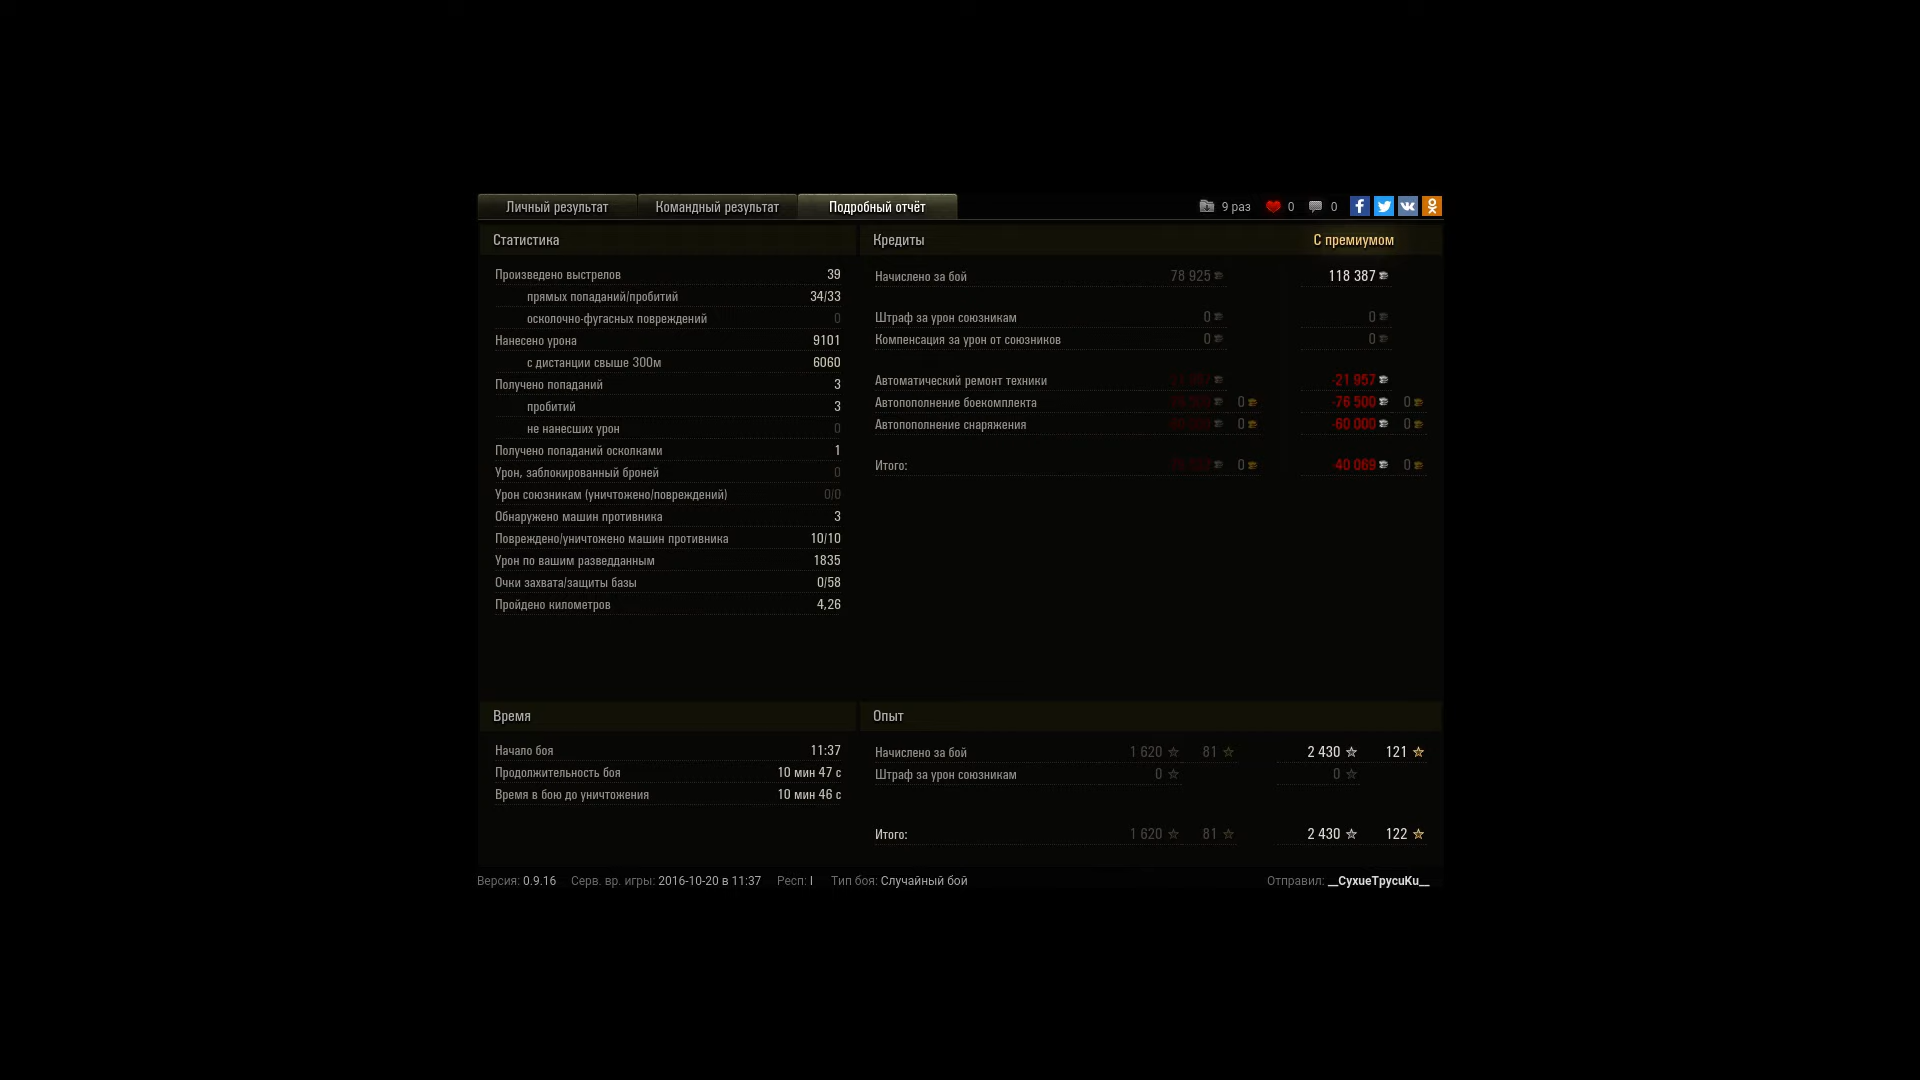 Личный результат Командный результат Подробный отчёт 9 раз 0 0
Статистика
Произведено выстрелов 39
прямых попаданий/пробитий 34/33
осколочно-фугасных повреждений 0
Нанесено урона 9101
с дистанции свыше 300м 6060
Получено попаданий 3
пробитий 3
не нанесших урон 0
Получено попаданий осколками 1
Урон, заблокированный броней 0
Урон союзникам (уничтожено/повреждений) 0/0
Обнаружено машин противника 3
Повреждено/уничтожено машин противника 10/10
Урон по вашим разведданным 1835
Очки захвата/защиты базы 0/58
Пройдено километров 4,26
Кредиты С премиумом
Начислено за бой 78 925 118 387
Штраф за урон союзникам 0 0
Компенсация за урон от союзников 0 0
Автоматический ремонт техники -21 957
Автопополнение боекомплекта 0 -76 500 0
Автопополнение снаряжения 0 -60 000 0
Итого: 0 -40 069 0
Время
Начало боя 11:37
Продолжительность боя 10 мин 47 с
Время в бою до уничтожения 10 мин 46 с
Опыт
Начислено за бой 1 620 81 2 430 121
Штраф за урон союзникам 0 0
Итого: 1 620 81 2 430 122
Версия: 0.9.16 Серв. вр. игры: 2016-10-20 в 11:37 Респ: I Тип боя: Случайный бой Отправил: __CyxueTpycuKu__